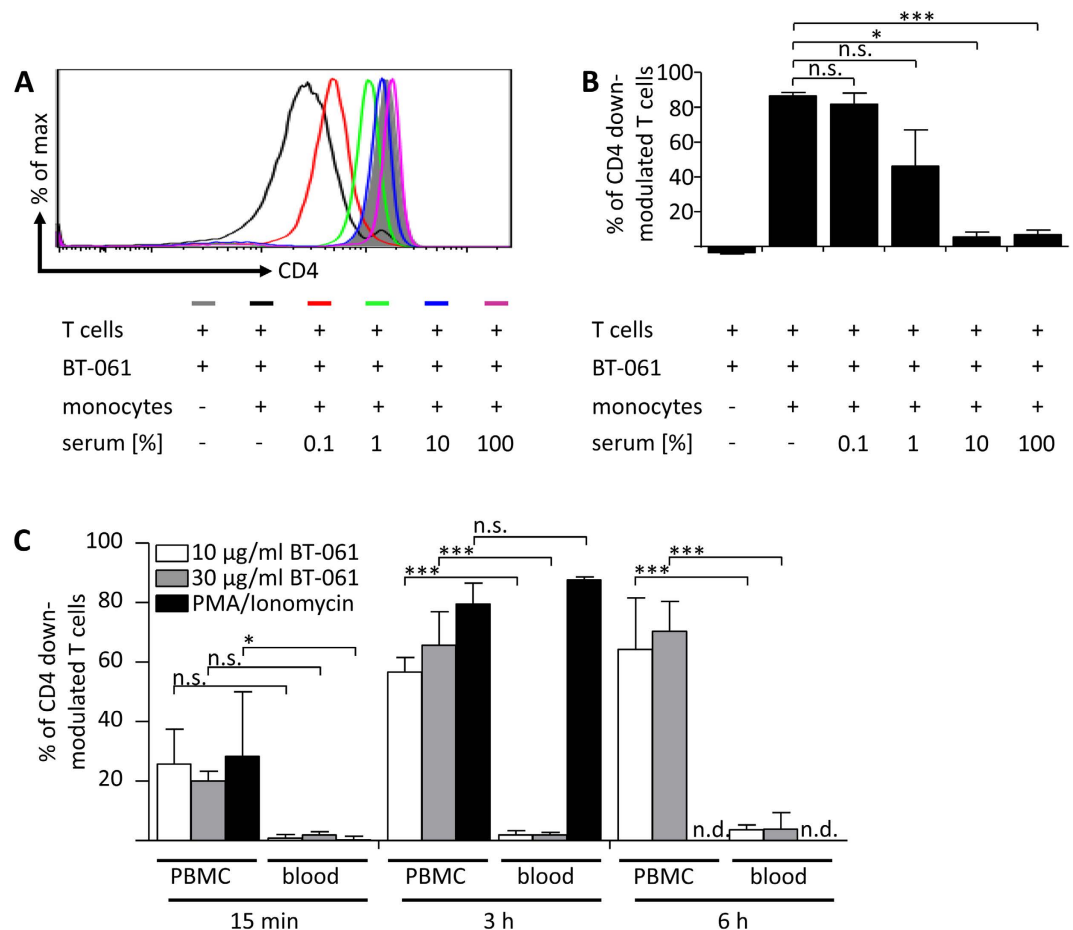 A
% of max
CD4
T cells + + + + + +
BT-061 + + + + + +
monocytes - + + + + +
serum [%] - - 0.1 1 10 100
B
% of CD4 down-
modulated T cells
100
80
60
40
20
***
*
n.s.
n.s.
T cells + + + + + +
BT-061 + + + + + +
monocytes - + + + + +
serum [%] - - 0.1 1 10 100
C
% of CD4 down-
modulated T cells
100
80
60
40
20
10 µg/ml BT-061
30 µg/ml BT-061
PMA/Ionomycin
*
n.s.
n.s.
n.s.
***
***
***
***
n.d. n.d.
PBMC blood PBMC blood PBMC blood
15 min 3 h 6 h